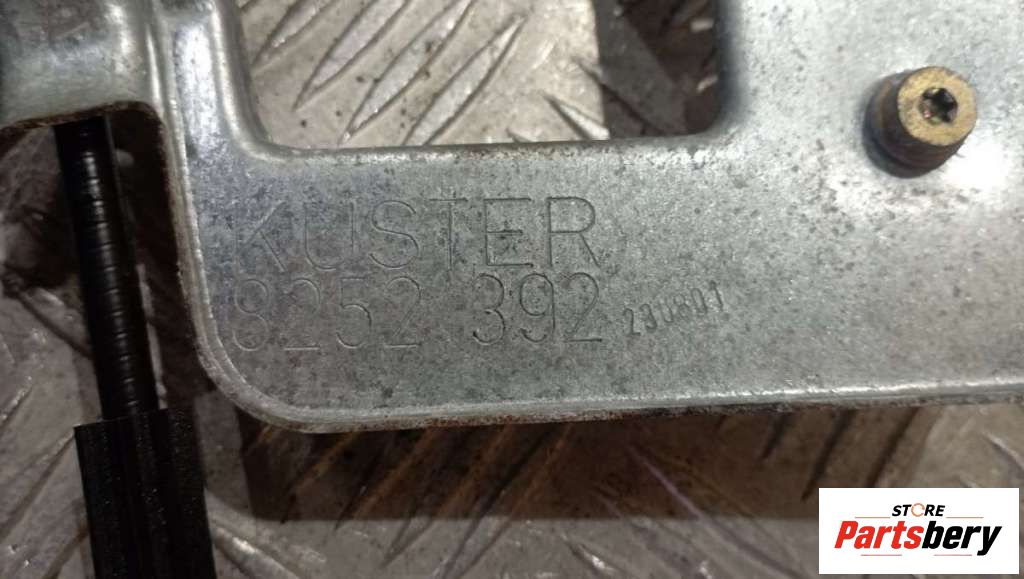 KUSTER
8252 392 230801
STORE
Partsbery